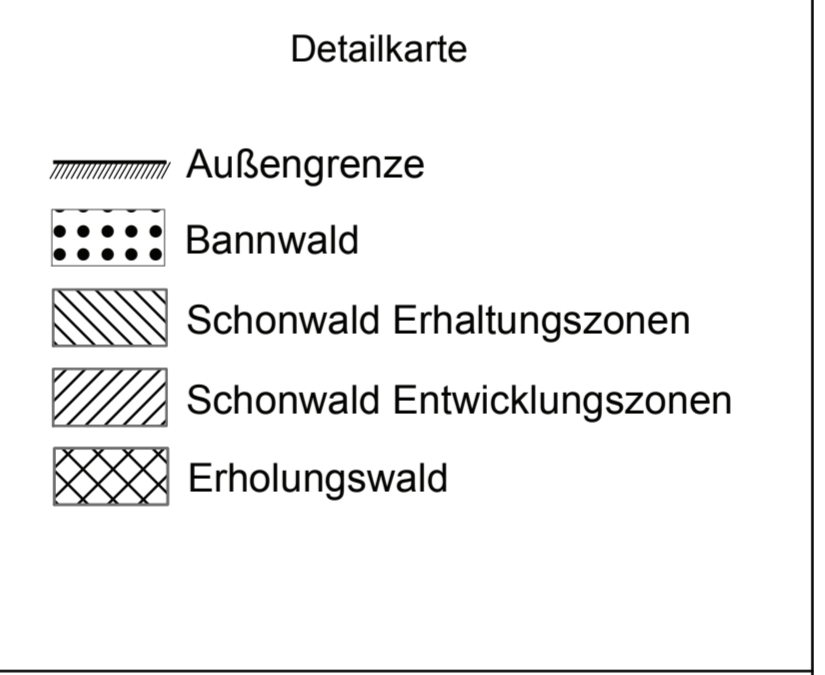 Detailkarte
Außengrenze
Bannwald
Schonwald Erhaltungszonen
Schonwald Entwicklungszonen
Erholungswald